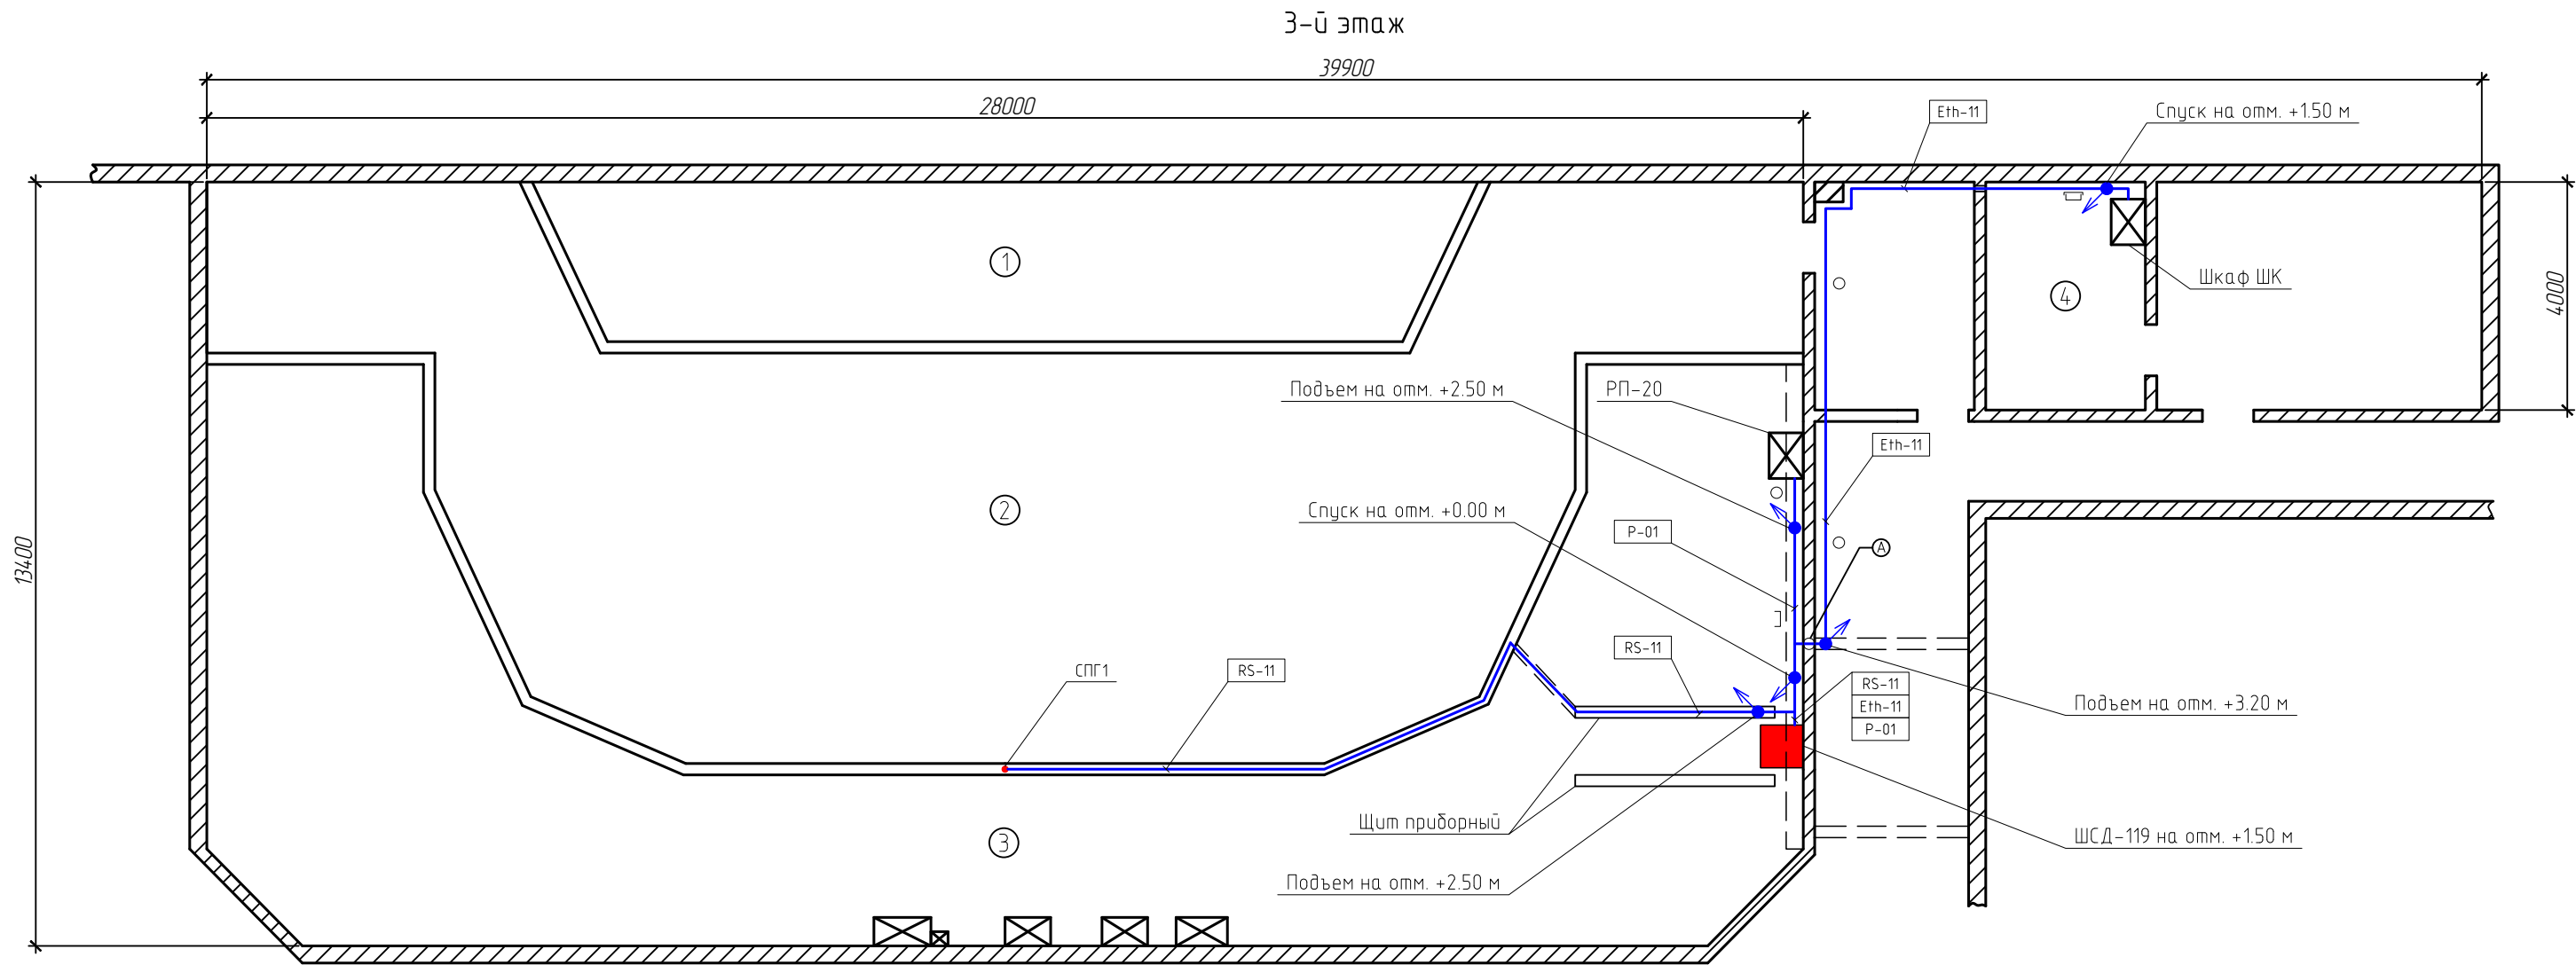 3-й этаж
39900
28000
Eth-11
Спуск на отм. +1.50 м
1
Шкаф ШК
4
4000
Подъем на отм. +2.50 м
РП-20
Eth-11
2
Спуск на отм. +0.00 м
P-01
A
13400
RS-11
СПГ1
RS-11
RS-11
Eth-11
P-01
Подъем на отм. +3.20 м
Щит приборный
3
ШСД-119 на отм. +1.50 м
Подъем на отм. +2.50 м